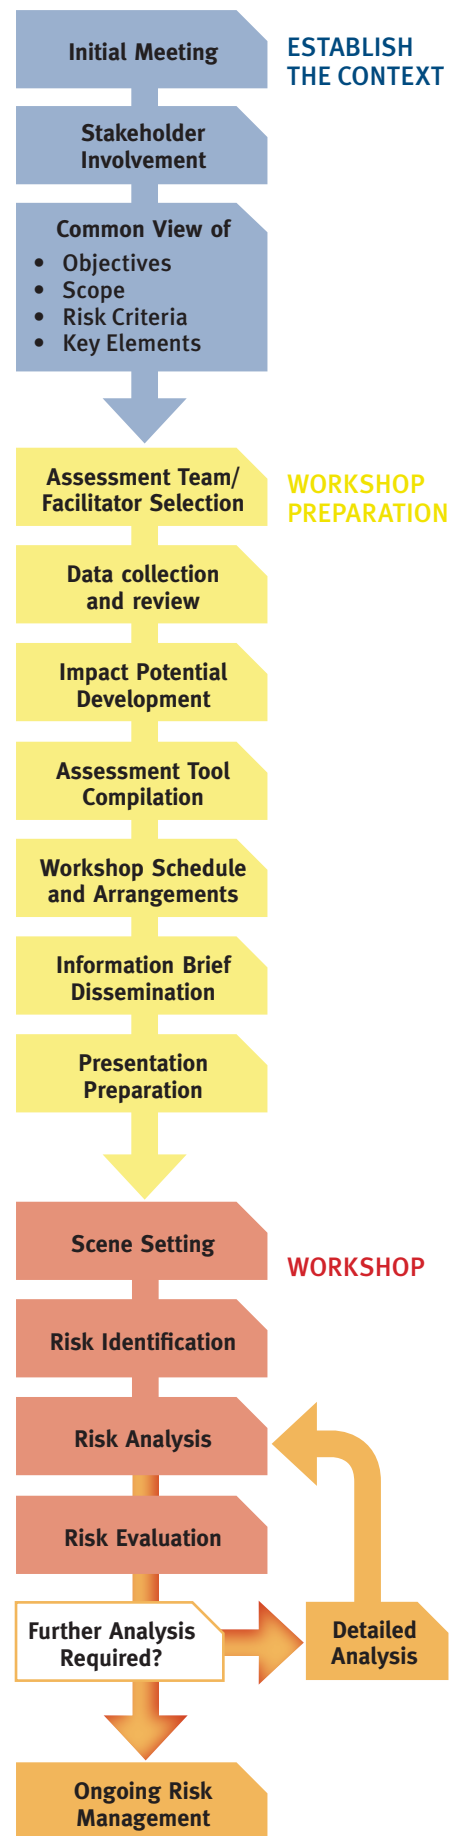 Initial Meeting
ESTABLISH
THE CONTEXT
Stakeholder
Involvement
Common View of
• Objectives
• Scope
• Risk Criteria
• Key Elements
Assessment Team/
Facilitator Selection
WORKSHOP
PREPARATION
Data collection
and review
Impact Potential
Development
Assessment Tool
Compilation
Workshop Schedule
and Arrangements
Information Brief
Dissemination
Presentation
Preparation
Scene Setting
WORKSHOP
Risk Identification
Risk Analysis
Risk Evaluation
Further Analysis
Required?
Detailed
Analysis
Ongoing Risk
Management